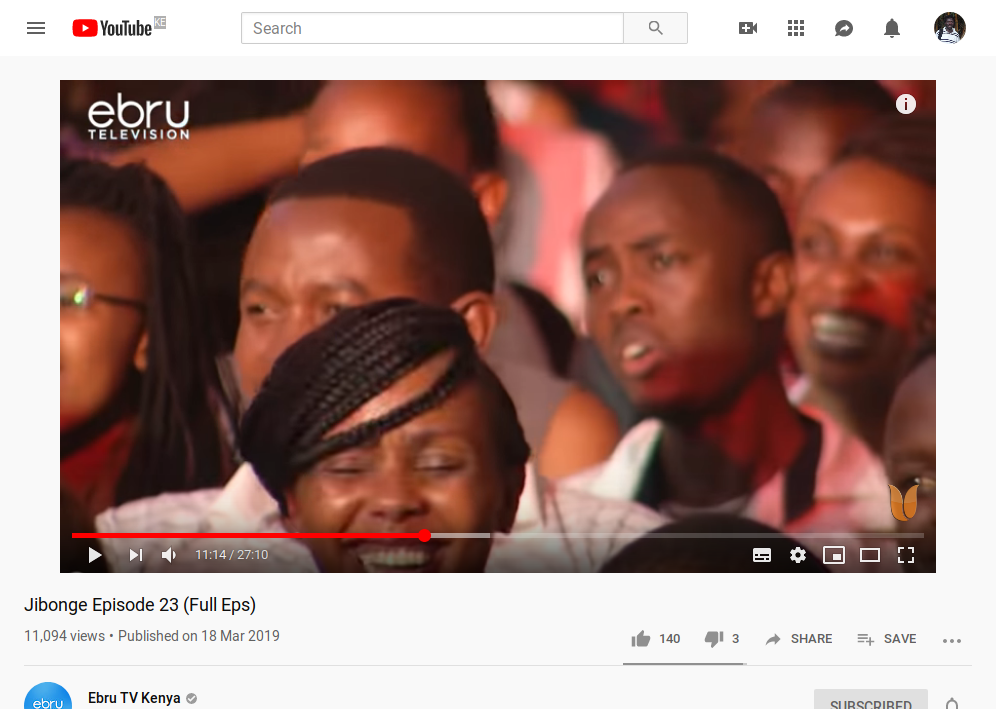 YouTube KE
Search
ebru
TELEVISION
11:14 / 27:10
Jibonge Episode 23 (Full Eps)
11,094 views • Published on 18 Mar 2019
140
3
SHARE
SAVE
ebru
Ebru TV Kenya
SUBSCRIBED